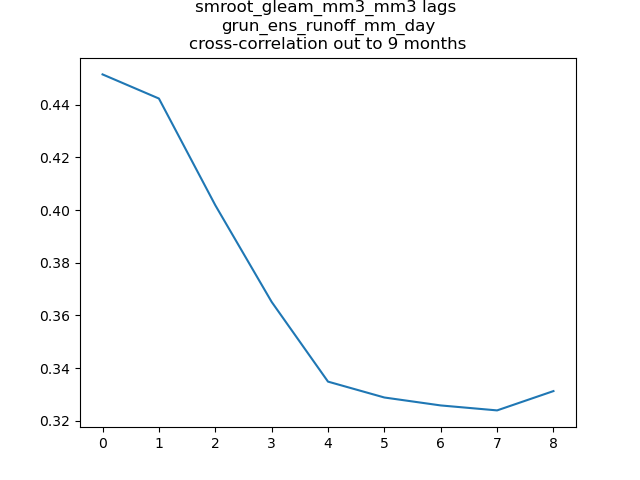 smroot_gleam_mm3_mm3 lags
grun_ens_runoff_mm_day
cross-correlation out to 9 months
0.44
0.42
0.40
0.38
0.36
0.34
0.32
0 1 2 3 4 5 6 7 8